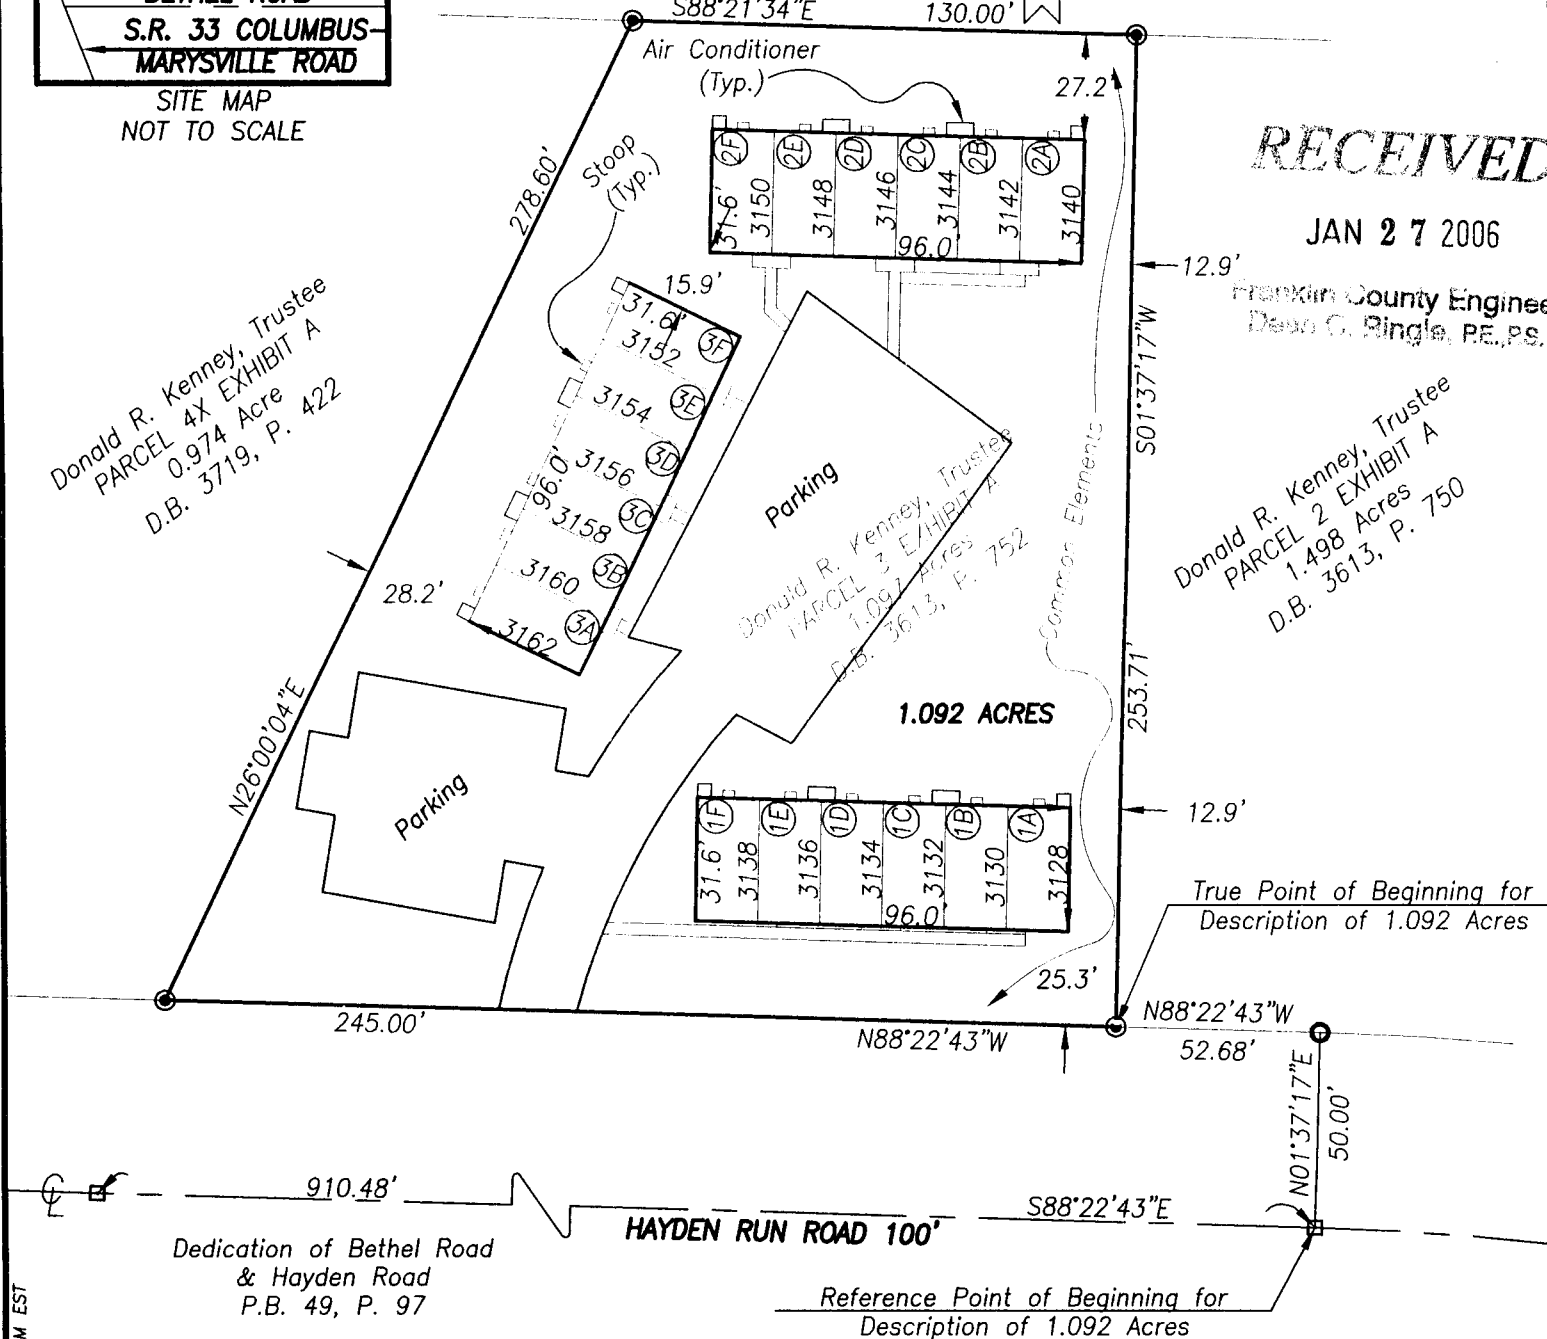 S.R. 33 COLUMBUS-
MARYSVILLE ROAD
SITE MAP
NOT TO SCALE
S88°21'34"E
130.00'
Air Conditioner
(Typ.)
27.2'
Stoop
(Typ.)
278.60'
2F
2E
2D
2C
2B
2A
31.6'
3150
3148
3146
3144
3142
3140
96.0'
RECEIVED
JAN 27 2006
Franklin County Enginee
Dean C. Ringle, P.E., P.S.
12.9'
S01°37'17"W
15.9'
31.6'
3152
3F
3154
3E
3156
3D
96.0'
3158
3C
3160
3B
3162
3A
Donald R. Kenney, Trustee
PARCEL 4X EXHIBIT A
0.974 Acre
D.B. 3719, P. 422
28.2'
N26°00'04"E
Parking
Donald R. Kenney, Trustee
PARCEL 3 EXHIBIT A
1.092 Acres
D.B. 3613, P. 752
Common Elements
Donald R. Kenney, Trustee
PARCEL 2 EXHIBIT A
1.498 Acres
D.B. 3613, P. 750
253.71'
1.092 ACRES
Parking
1F
1E
1D
1C
1B
1A
31.6'
3138
3136
3134
3132
3130
3128
96.0'
12.9'
True Point of Beginning for
Description of 1.092 Acres
25.3'
245.00'
N88°22'43"W
N88°22'43"W
52.68'
N01°37'17"E
50.00'
910.48'
S88°22'43"E
HAYDEN RUN ROAD 100'
Dedication of Bethel Road
& Hayden Road
P.B. 49, P. 97
Reference Point of Beginning for
Description of 1.092 Acres
M EST